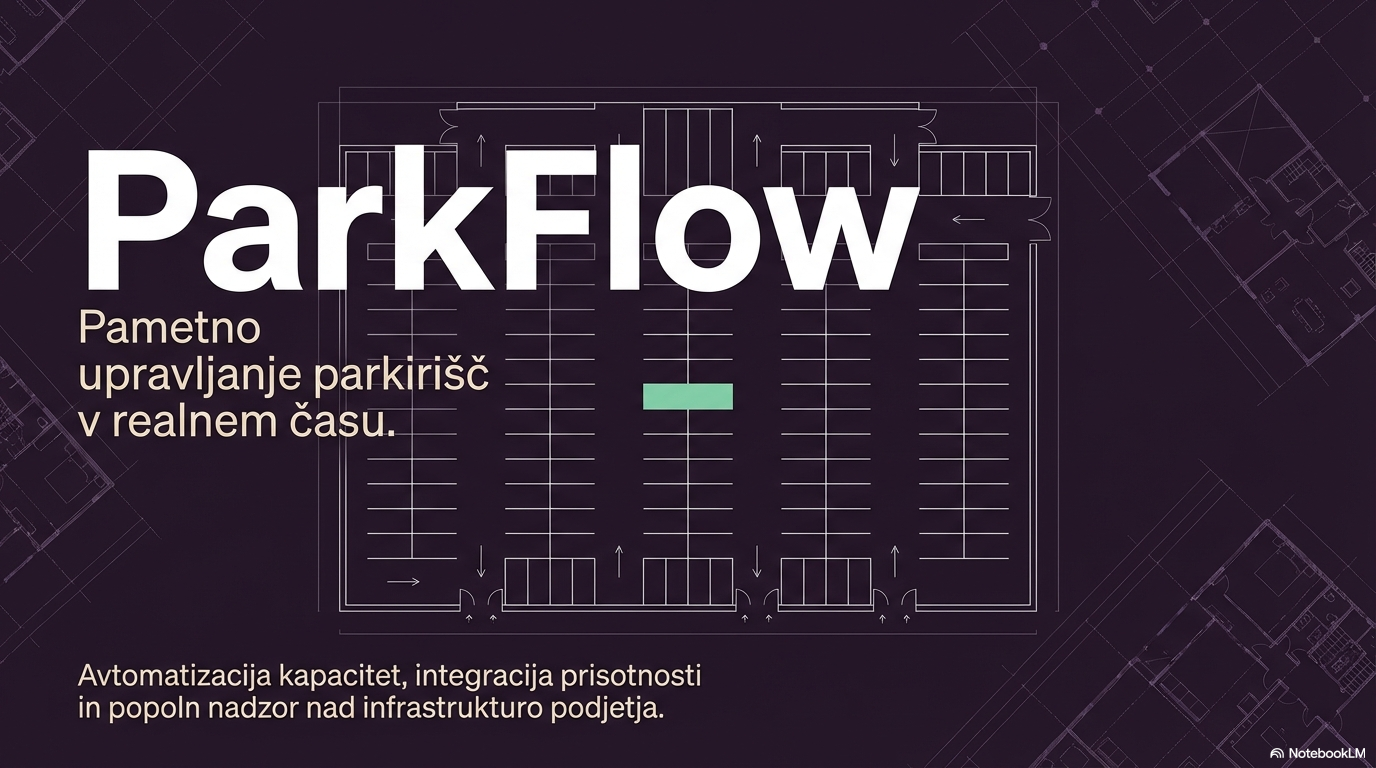 ParkFlow
Pametno
upravljanje parkirišč
v realnem času.
Avtomatizacija kapacitet, integracija prisotnosti
in popoln nadzor nad infrastrukturo podjetja.
NotebookLM